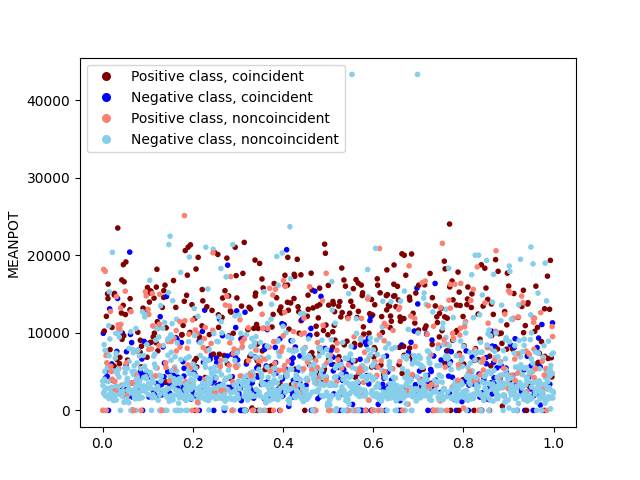 Positive class, coincident
Negative class, coincident
Positive class, noncoincident
Negative class, noncoincident
MEANPOT
40000
30000
20000
10000
0
0.0 0.2 0.4 0.6 0.8 1.0